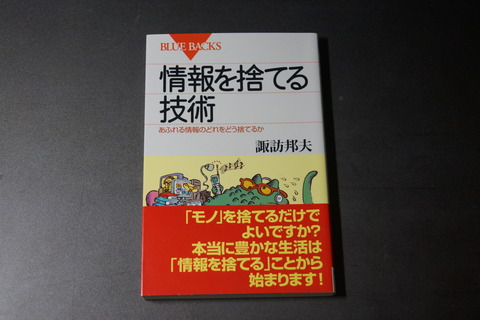 BLUE BACKS
情報を捨てる
技術
あふれる情報のどれをどう捨てるか
諏訪邦夫
「モノ」を捨てるだけで
よいですか?
本当に豊かな生活は
「情報を捨てる」ことから
始まります!